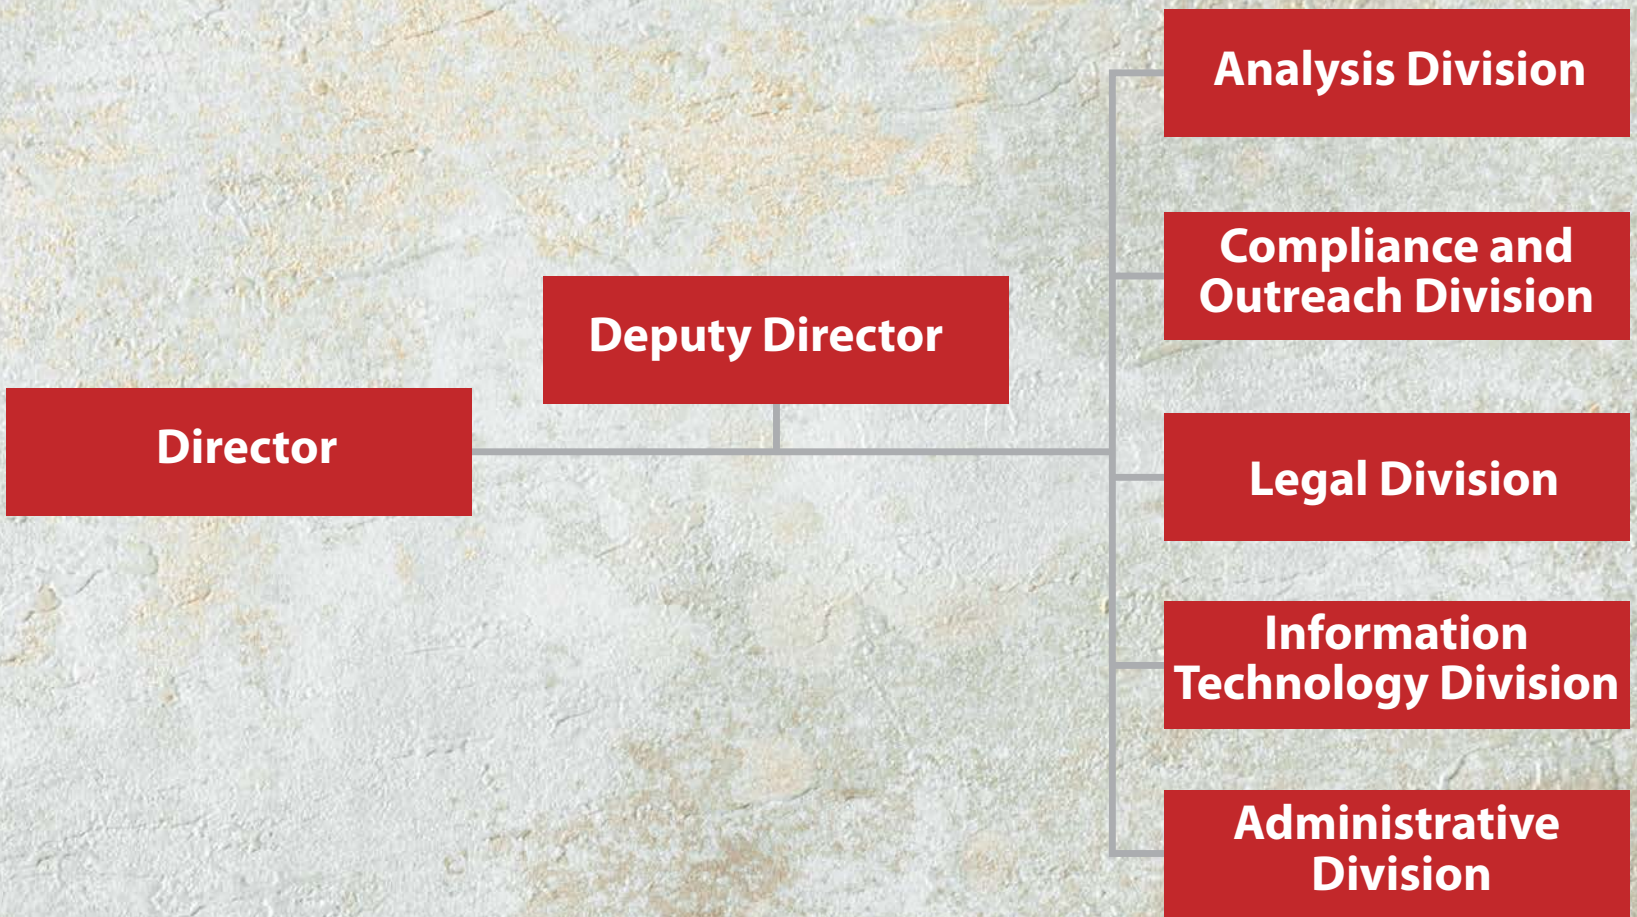 Director
Deputy Director
Analysis Division
Compliance and
Outreach Division
Legal Division
Information
Technology Division
Administrative
Division